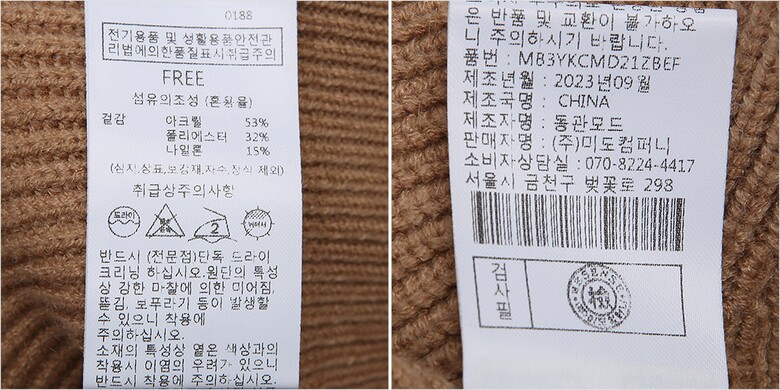 0188
전기용품 및 생활용품안전관
리법에의한품질표시취급주의
FREE
섬유의조성 (혼용율)
겉감 아크릴 53%
폴리에스터 32%
나일론 15%
(심지,상표,보강재,자수,장식 제외)
취급상주의사항
드라이
2
반드시 (전문점)단독 드라이
크리닝 하십시오.원단의 특성
상 강한 마찰에 의한 미어짐,
뜯김, 보푸라기 등이 발생할
수 있으니 착용에
주의하십시오.
소재의 특성상 옅은 색상과의
착용시 이염의 우려가 있으니
반드시 착용에 주의하십시오.
은 반품 및 교환이 불가하오
니 주의하시기 바랍니다.
품번 : MB3YKCMD21ZBEF
제조년월 : 2023년09월
제조국명 : CHINA
제조자명 : 동관모드
판매자명 : (주)미도컴퍼니
소비자상담실 : 070-8224-4417
서울시 금천구 벚꽃로 298
검사필